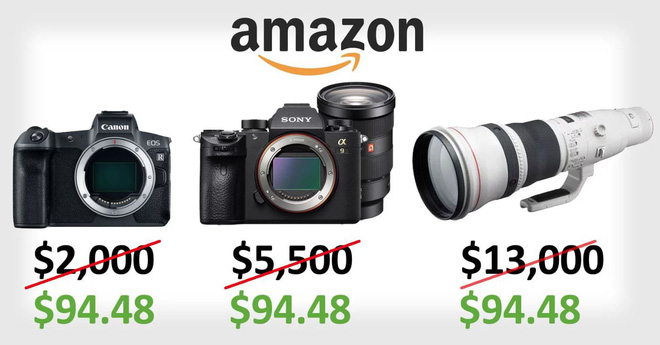 amazon
Canon
EOS
R
SONY
α
9
$2,000 $5,500 $13,000
$94.48 $94.48 $94.48